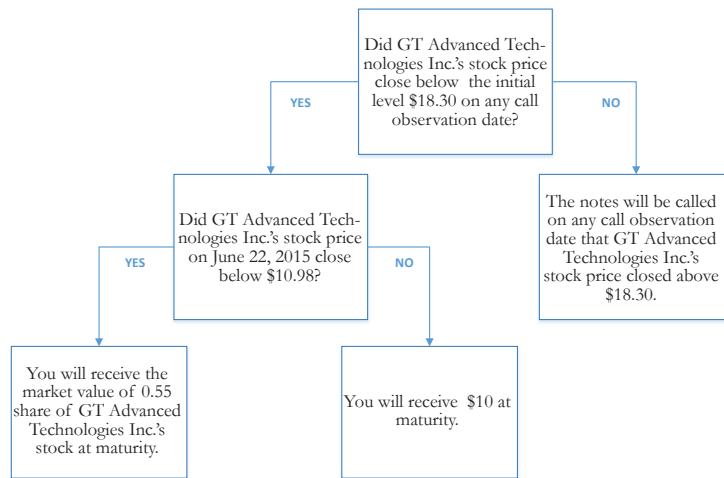 Did GT Advanced Tech-
nologies Inc.'s stock price
close below the initial
level $18.30 on any call
observation date?
YES
NO
Did GT Advanced Tech-
nologies Inc.'s stock price
on June 22, 2015 close
below $10.98?
The notes will be called
on any call observation
date that GT Advanced
Technologies Inc.'s
stock price closed above
$18.30.
YES
NO
You will receive the
market value of 0.55
share of GT Advanced
Technologies Inc.'s
stock at maturity.
You will receive $10 at
maturity.